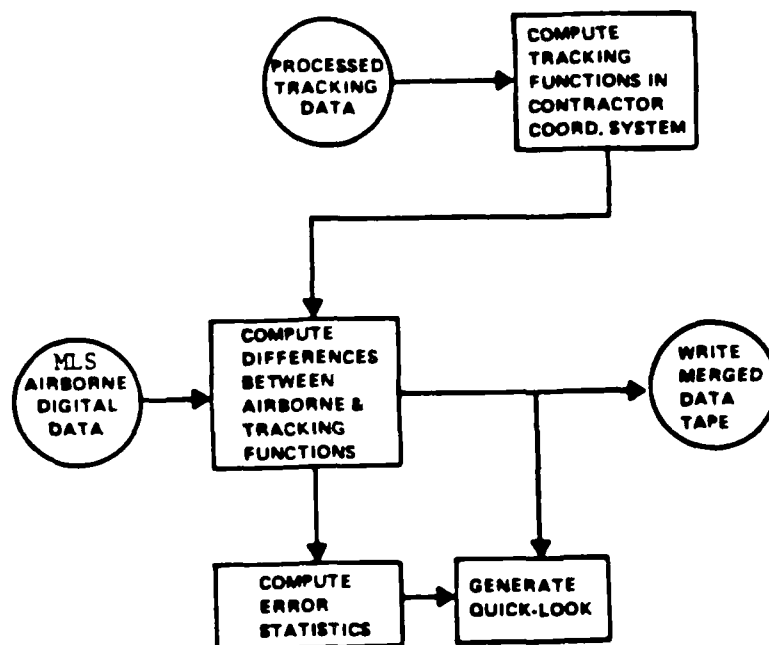 PROCESSED
TRACKING
DATA
COMPUTE
TRACKING
FUNCTIONS IN
CONTRACTOR
COORD. SYSTEM
MLS
AIRBORNE
DIGITAL
DATA
COMPUTE
DIFFERENCES
BETWEEN
AIRBORNE &
TRACKING
FUNCTIONS
WRITE
MERGED
DATA
TAPE
COMPUTE
ERROR
STATISTICS
GENERATE
QUICK-LOOK